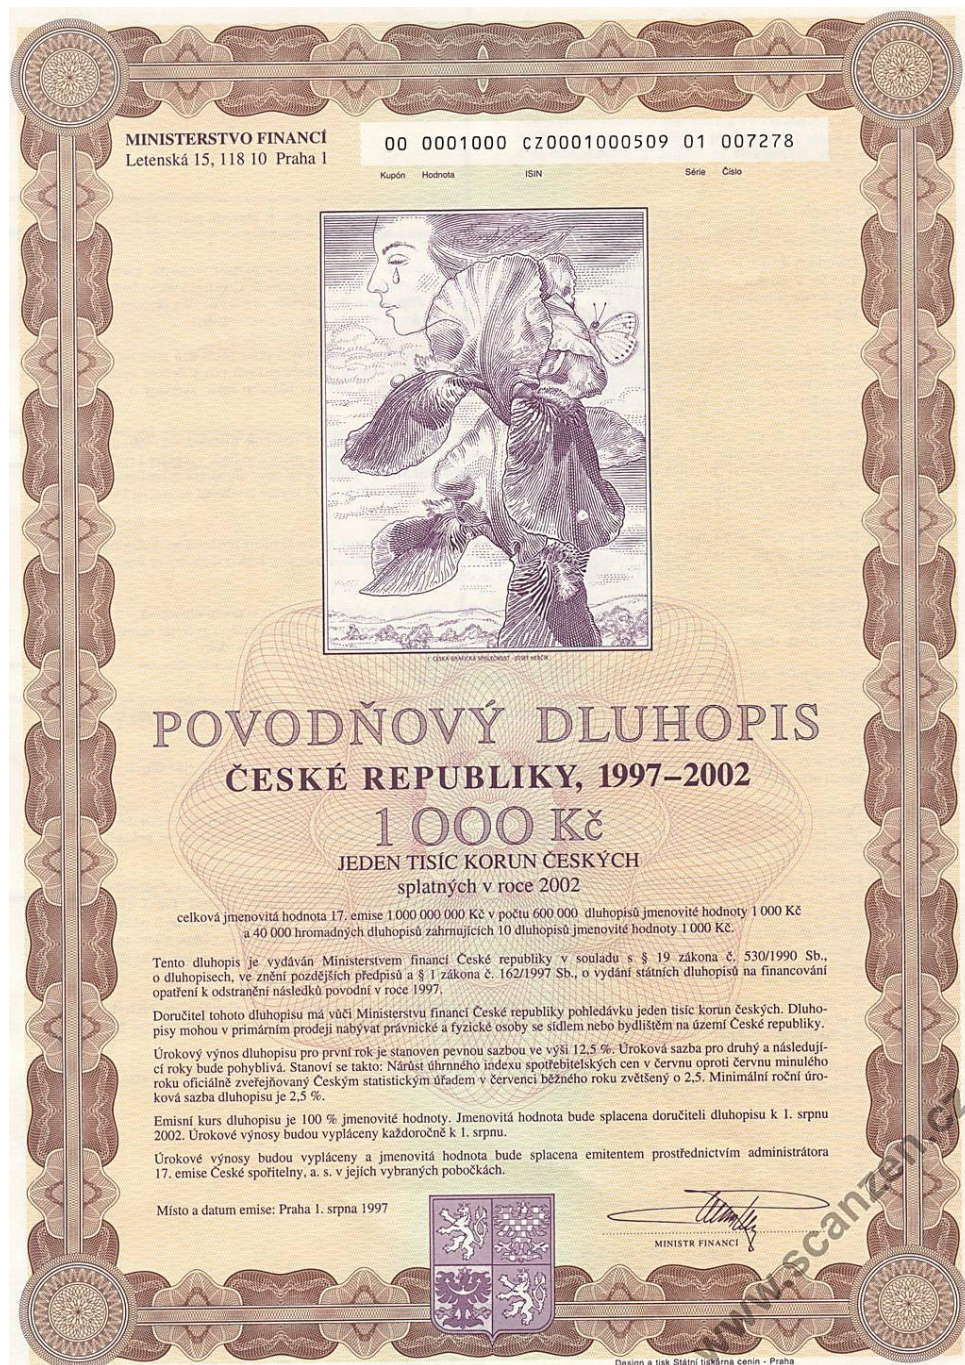 MINISTERSTVO FINANCÍ
Letenská 15, 118 10 Praha 1
00 0001000 CZ0001000509 01 007278
Kupón Hodnota ISIN Série Číslo
I. ČESKÁ GRAFICKÁ SPOLEČNOST - JOSEF HERČÍK
POVODŇOVÝ DLUHOPIS
ČESKÉ REPUBLIKY, 1997–2002
1 000 Kč
JEDEN TISÍC KORUN ČESKÝCH
splatných v roce 2002
celková jmenovitá hodnota 17. emise 1 000 000 000 Kč v počtu 600 000 dluhopisů jmenovité hodnoty 1 000 Kč
a 40 000 hromadných dluhopisů zahrnujících 10 dluhopisů jmenovité hodnoty 1 000 Kč.
Tento dluhopis je vydáván Ministerstvem financí České republiky v souladu s § 19 zákona č. 530/1990 Sb.,
o dluhopisech, ve znění pozdějších předpisů a § 1 zákona č. 162/1997 Sb., o vydání státních dluhopisů na financování
opatření k odstranění následků povodní v roce 1997.
Doručitel tohoto dluhopisu má vůči Ministerstvu financí České republiky pohledávku jeden tisíc korun českých. Dluho-
pisy mohou v primárním prodeji nabývat právnické a fyzické osoby se sídlem nebo bydlištěm na území České republiky.
Úrokový výnos dluhopisu pro první rok je stanoven pevnou sazbou ve výši 12,5 %. Úroková sazba pro druhý a následují-
cí roky bude pohyblivá. Stanoví se takto: Nárůst úhrnného indexu spotřebitelských cen v červnu oproti červnu minulého
roku oficiálně zveřejňovaný Českým statistickým úřadem v červenci běžného roku zvětšený o 2,5. Minimální roční úro-
ková sazba dluhopisu je 2,5 %.
Emisní kurs dluhopisu je 100 % jmenovité hodnoty. Jmenovitá hodnota bude splacena doručiteli dluhopisu k 1. srpnu
2002. Úrokové výnosy budou vypláceny každoročně k 1. srpnu.
Úrokové výnosy budou vypláceny a jmenovitá hodnota bude splacena emitentem prostřednictvím administrátora
17. emise České spořitelny, a. s. v jejích vybraných pobočkách.
Místo a datum emise: Praha 1. srpna 1997
MINISTR FINANCÍ
www.scanzen.cz
Design a tisk Státní tiskárna cenin - Praha